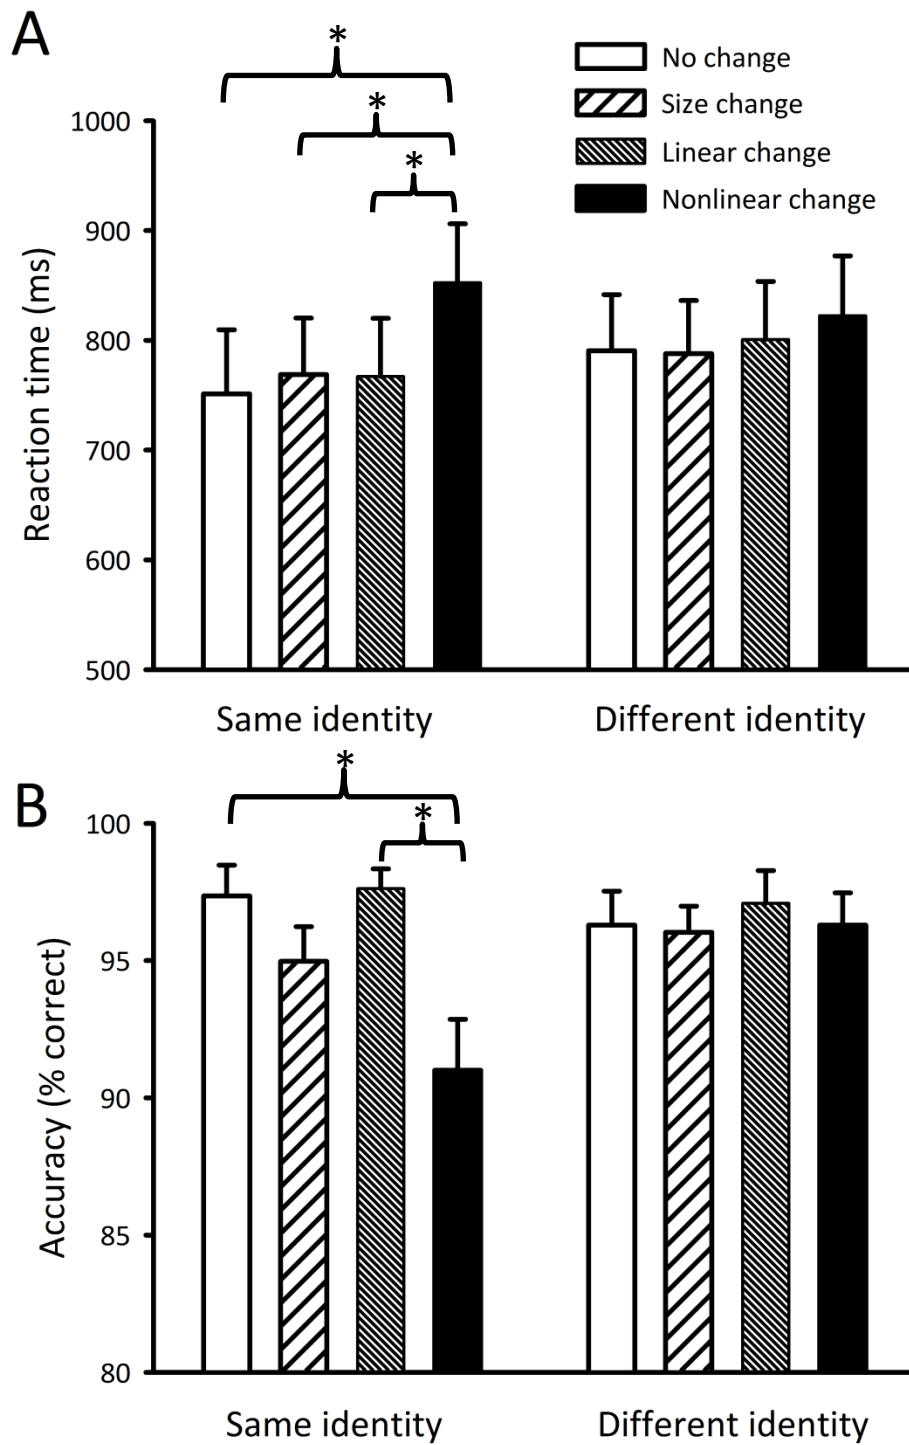 A
*
*
*
No change
Size change
Linear change
Nonlinear change
1000
900
800
700
600
500
Reaction time (ms)
Same identity
Different identity
B
*
*
100
95
90
85
80
Accuracy (% correct)
Same identity
Different identity